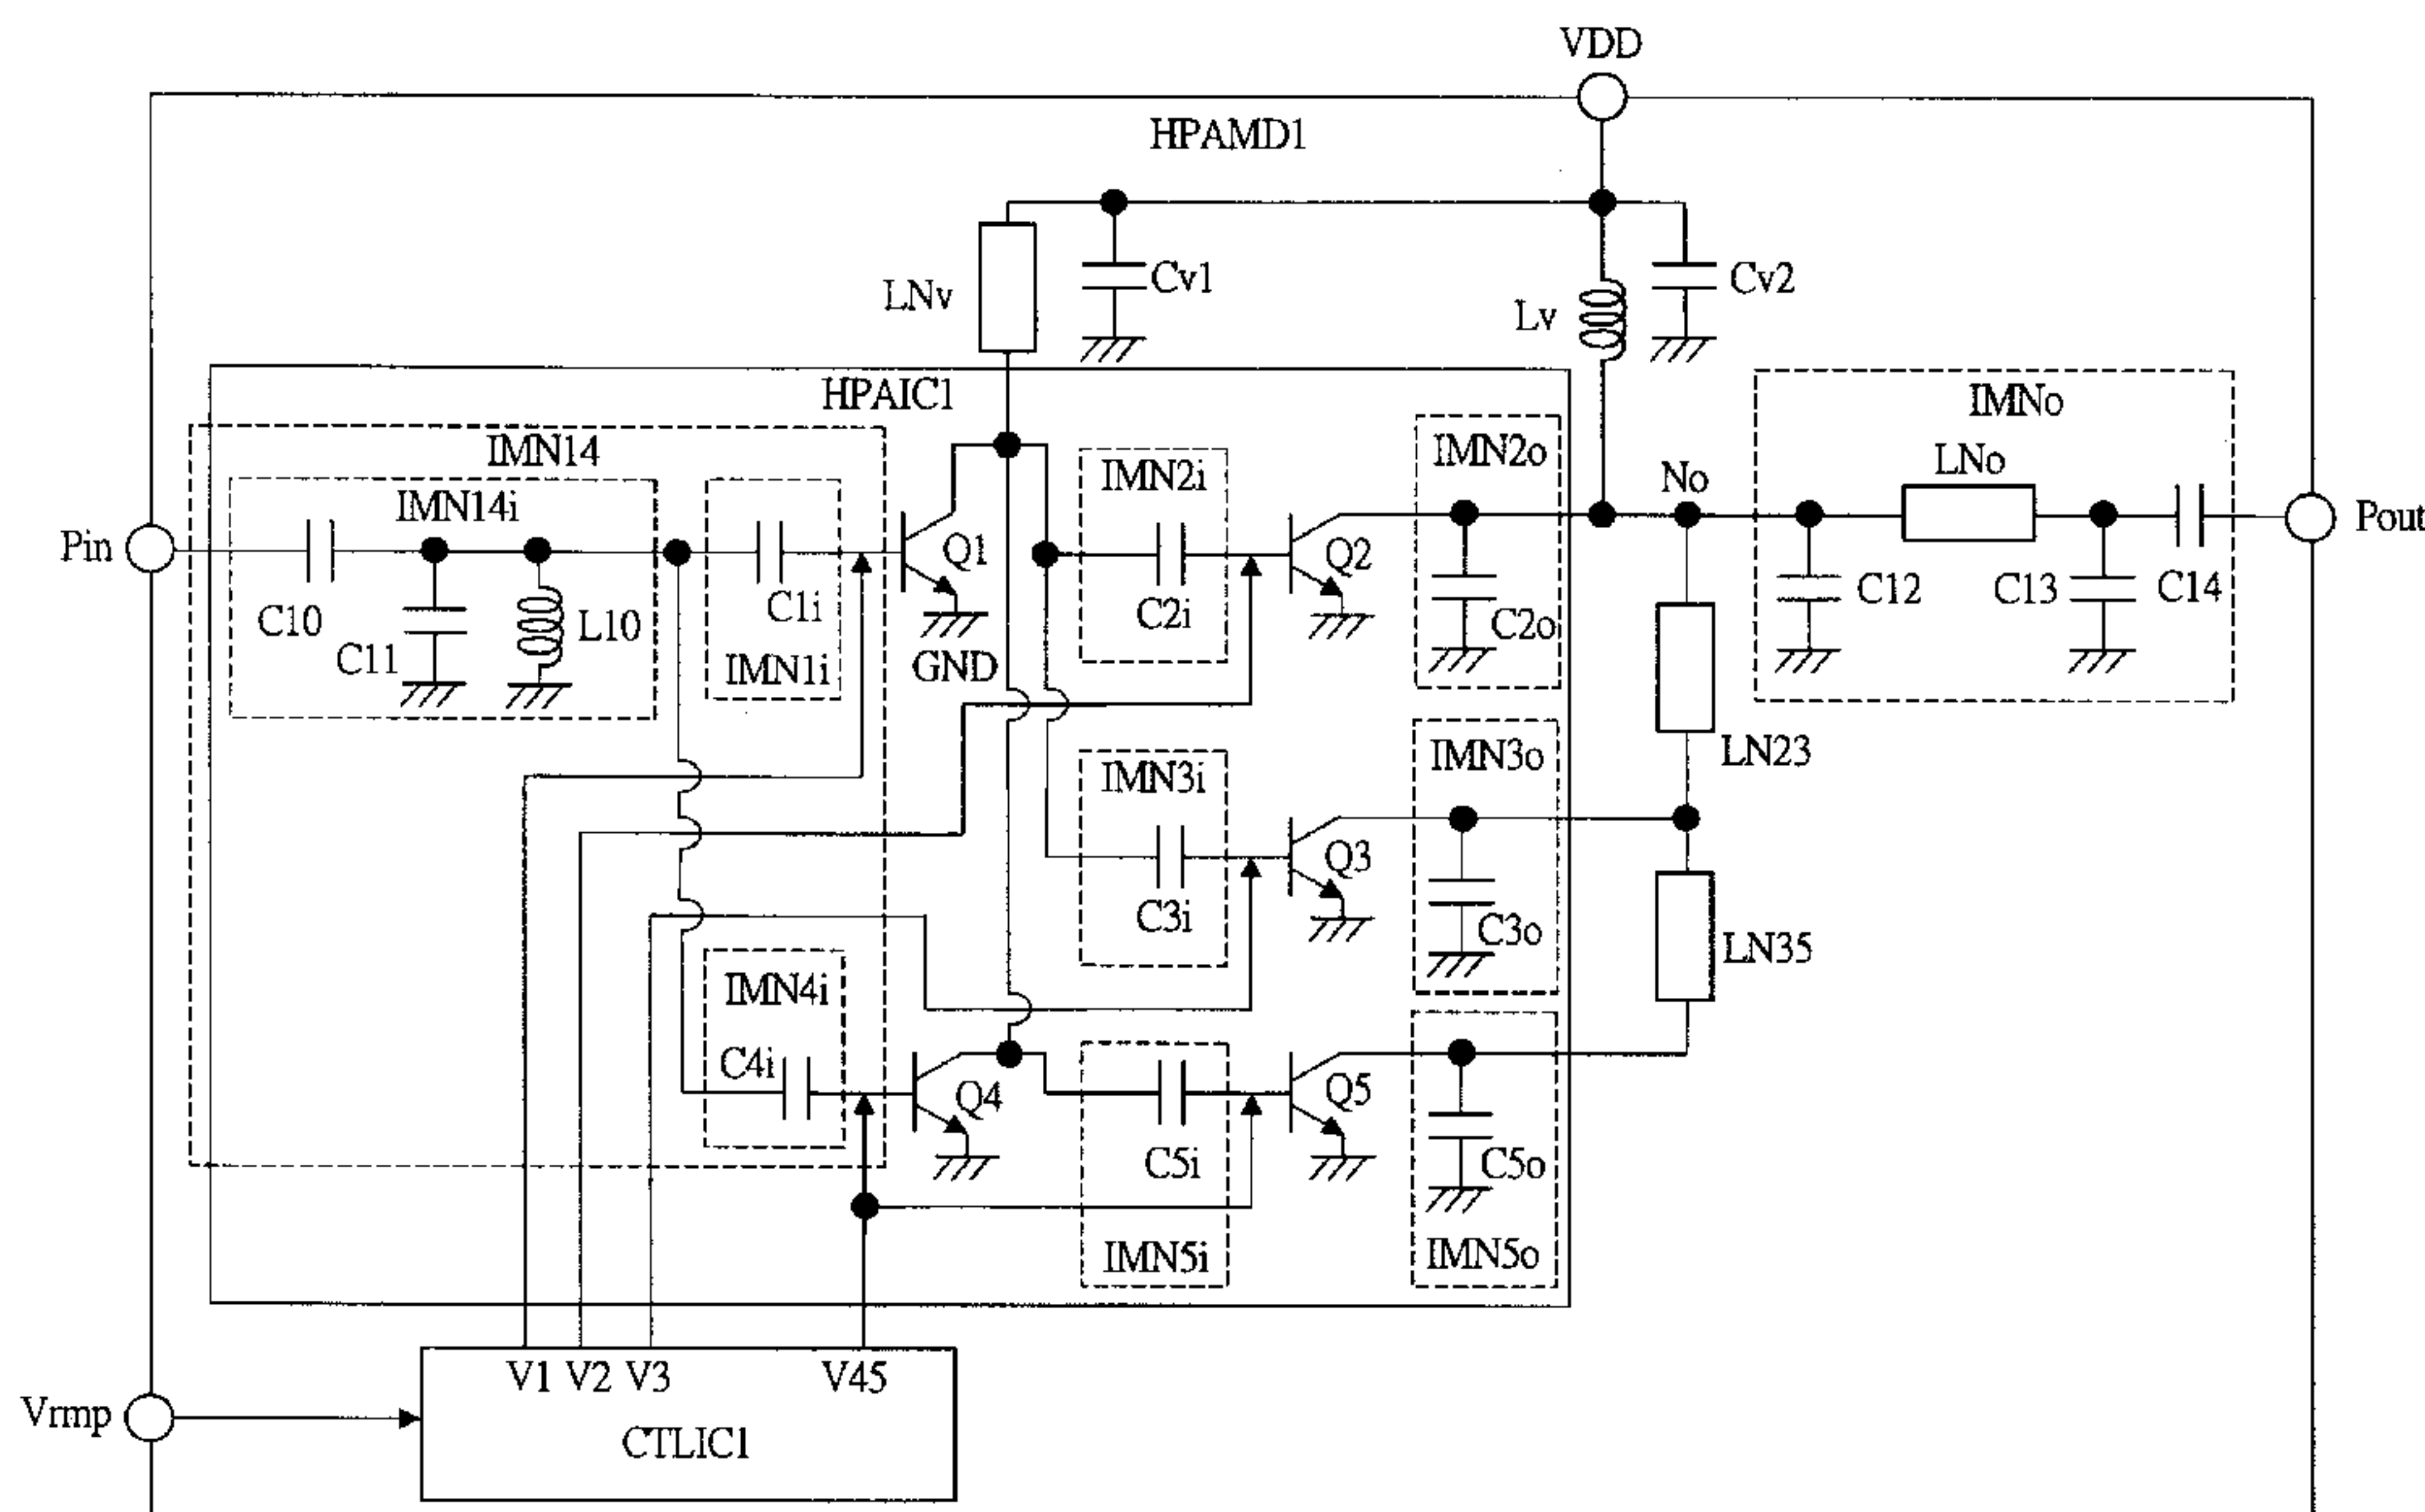 VDD
HPAMD1
LNv
Cv1
Lv
Cv2
HPAIC1
IMNo
IMN14
IMN2i
IMN2o
No
LNo
IMN14i
Pin
Q1
Q2
Pout
C10
C11
L10
C1i
C2i
C2o
C12
C13
C14
IMN1i
GND
IMN3i
IMN3o
LN23
Q3
C3i
C3o
LN35
IMN4i
C4i
Q4
Q5
C5i
C5o
IMN5i
IMN5o
V1 V2 V3 V45
Vrmp
CTLIC1